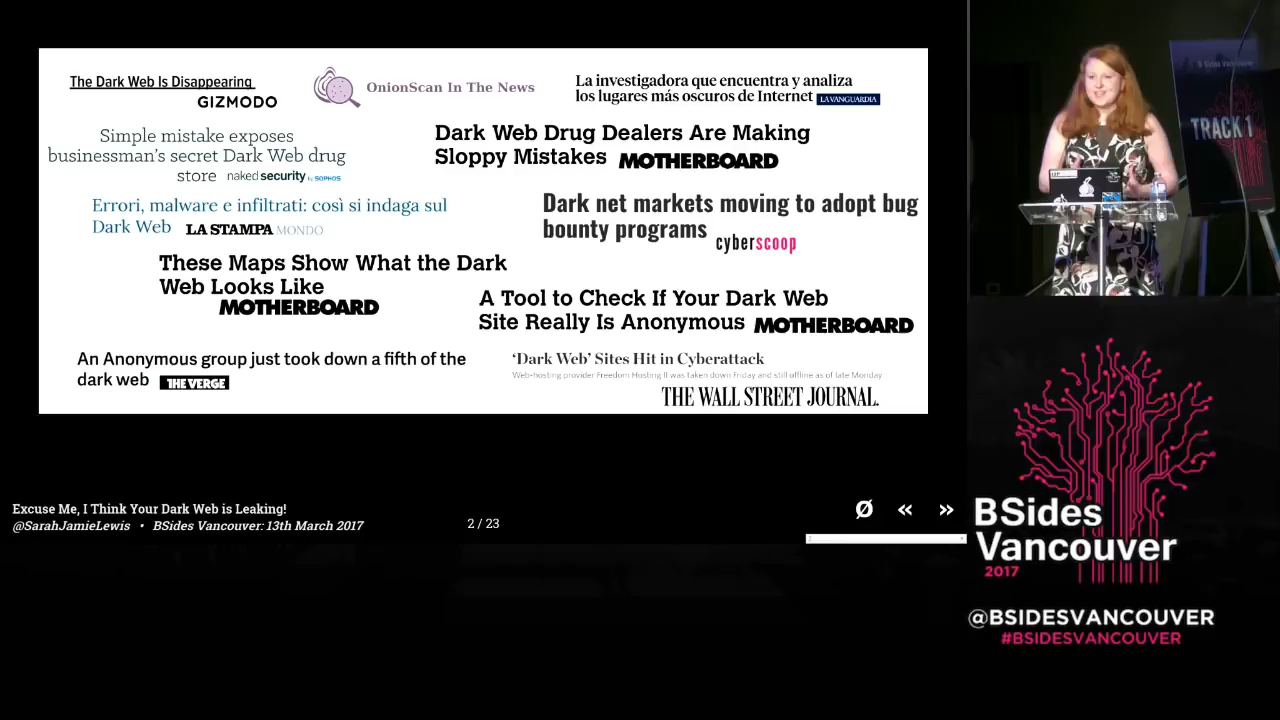 The Dark Web Is Disappearing
GIZMODO
OnionScan In The News
La investigadora que encuentra y analiza
los lugares más oscuros de Internet LA VANGUARDIA
Simple mistake exposes
businessman's secret Dark Web drug
store naked security by SOPHOS
Dark Web Drug Dealers Are Making
Sloppy Mistakes MOTHERBOARD
Errori, malware e infiltrati: così si indaga sul
Dark Web LA STAMPA MONDO
Dark net markets moving to adopt bug
bounty programs cyberscoop
These Maps Show What the Dark
Web Looks Like
MOTHERBOARD
A Tool to Check If Your Dark Web
Site Really Is Anonymous MOTHERBOARD
An Anonymous group just took down a fifth of the
dark web THE VERGE
‘Dark Web’ Sites Hit in Cyberattack
Web-hosting provider Freedom Hosting II was taken down Friday and still offline as of late Monday
THE WALL STREET JOURNAL.
Excuse Me, I Think Your Dark Web is Leaking!
@SarahJamieLewis • BSides Vancouver: 13th March 2017
2 / 23
Ø « »
B Sides Vancouver
TRACK 1
BSides
Vancouver
2017
@BSIDESVANCOUVER
#BSIDESVANCOUVER